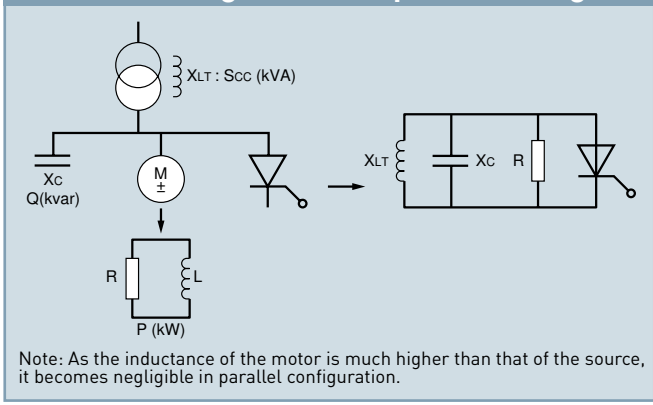 XLT : SCC (kVA)
XC
Q(kvar)
M
±
R
L
P (kW)
XLT
XC
R
Note: As the inductance of the motor is much higher than that of the source,
it becomes negligible in parallel configuration.